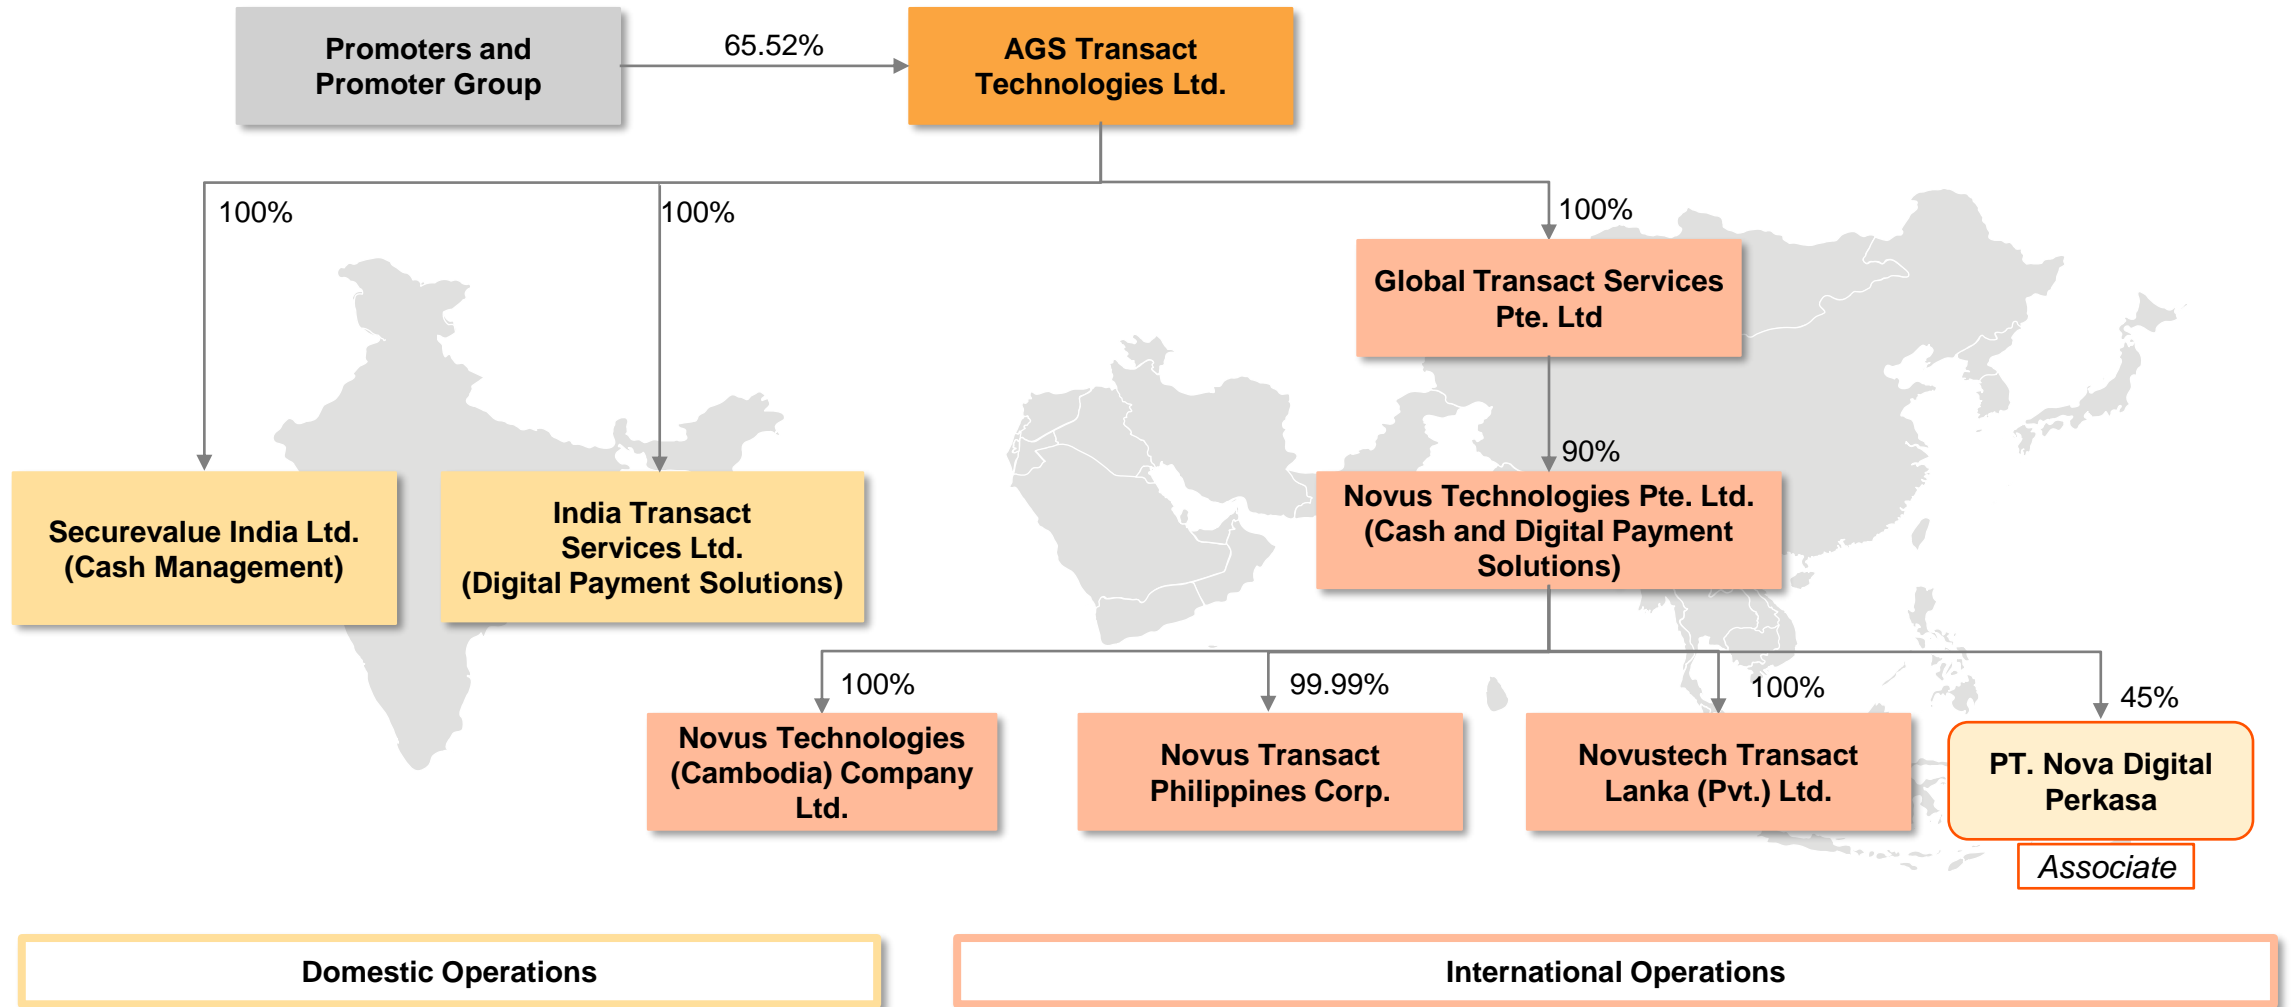 Promoters and
Promoter Group
65.52%
AGS Transact
Technologies Ltd.
100%
100%
100%
Global Transact Services
Pte. Ltd
90%
Securevalue India Ltd.
(Cash Management)
India Transact
Services Ltd.
(Digital Payment Solutions)
Novus Technologies Pte. Ltd.
(Cash and Digital Payment
Solutions)
100%
99.99%
100%
45%
Novus Technologies
(Cambodia) Company
Ltd.
Novus Transact
Philippines Corp.
Novustech Transact
Lanka (Pvt.) Ltd.
PT. Nova Digital
Perkasa
Associate
Domestic Operations
International Operations